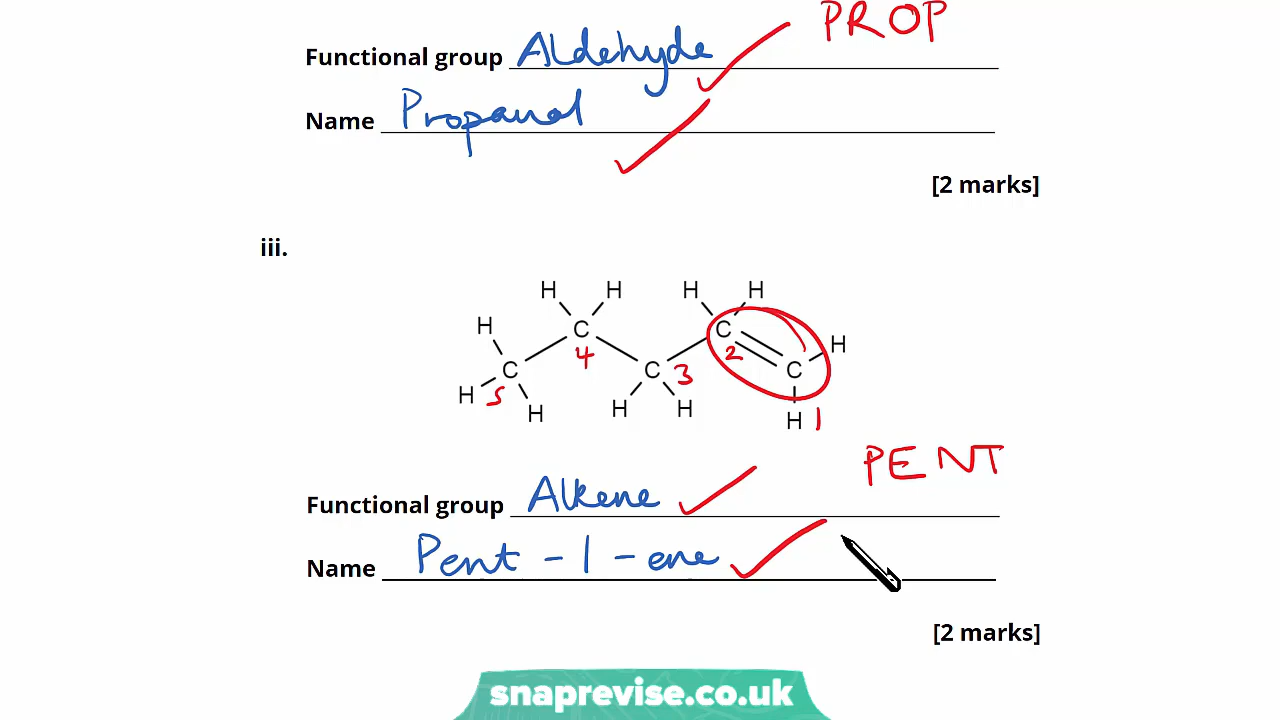 PROP
Functional group Aldehyde
Name Propanal
[2 marks]
iii.
H H H H
H C C H
4 2
C C 3 C
H 5 H H H H 1
PENT
Functional group Alkene
Name Pent - 1 - ene
[2 marks]
snaprevise.co.uk